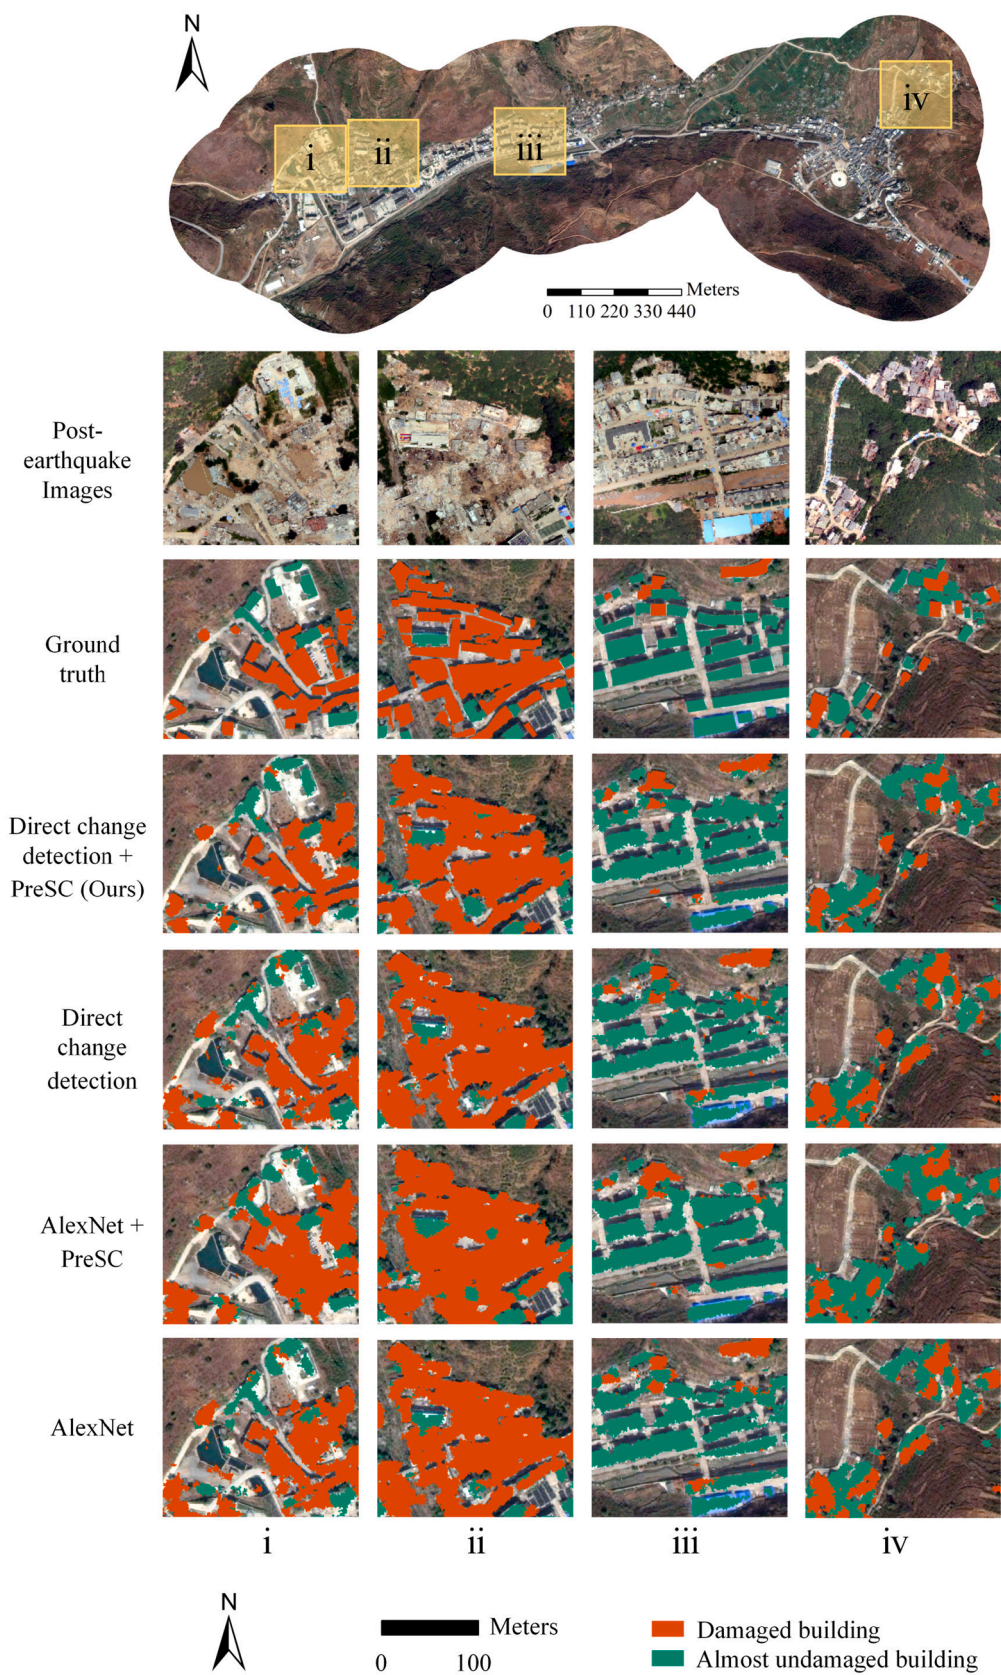 N
i
ii
iii
iv
Meters
0 110 220 330 440
Post-
earthquake
Images
Ground
truth
Direct change
detection +
PreSC (Ours)
Direct
change
detection
AlexNet +
PreSC
AlexNet
i
ii
iii
iv
N
Meters
0 100
Damaged building
Almost undamaged building